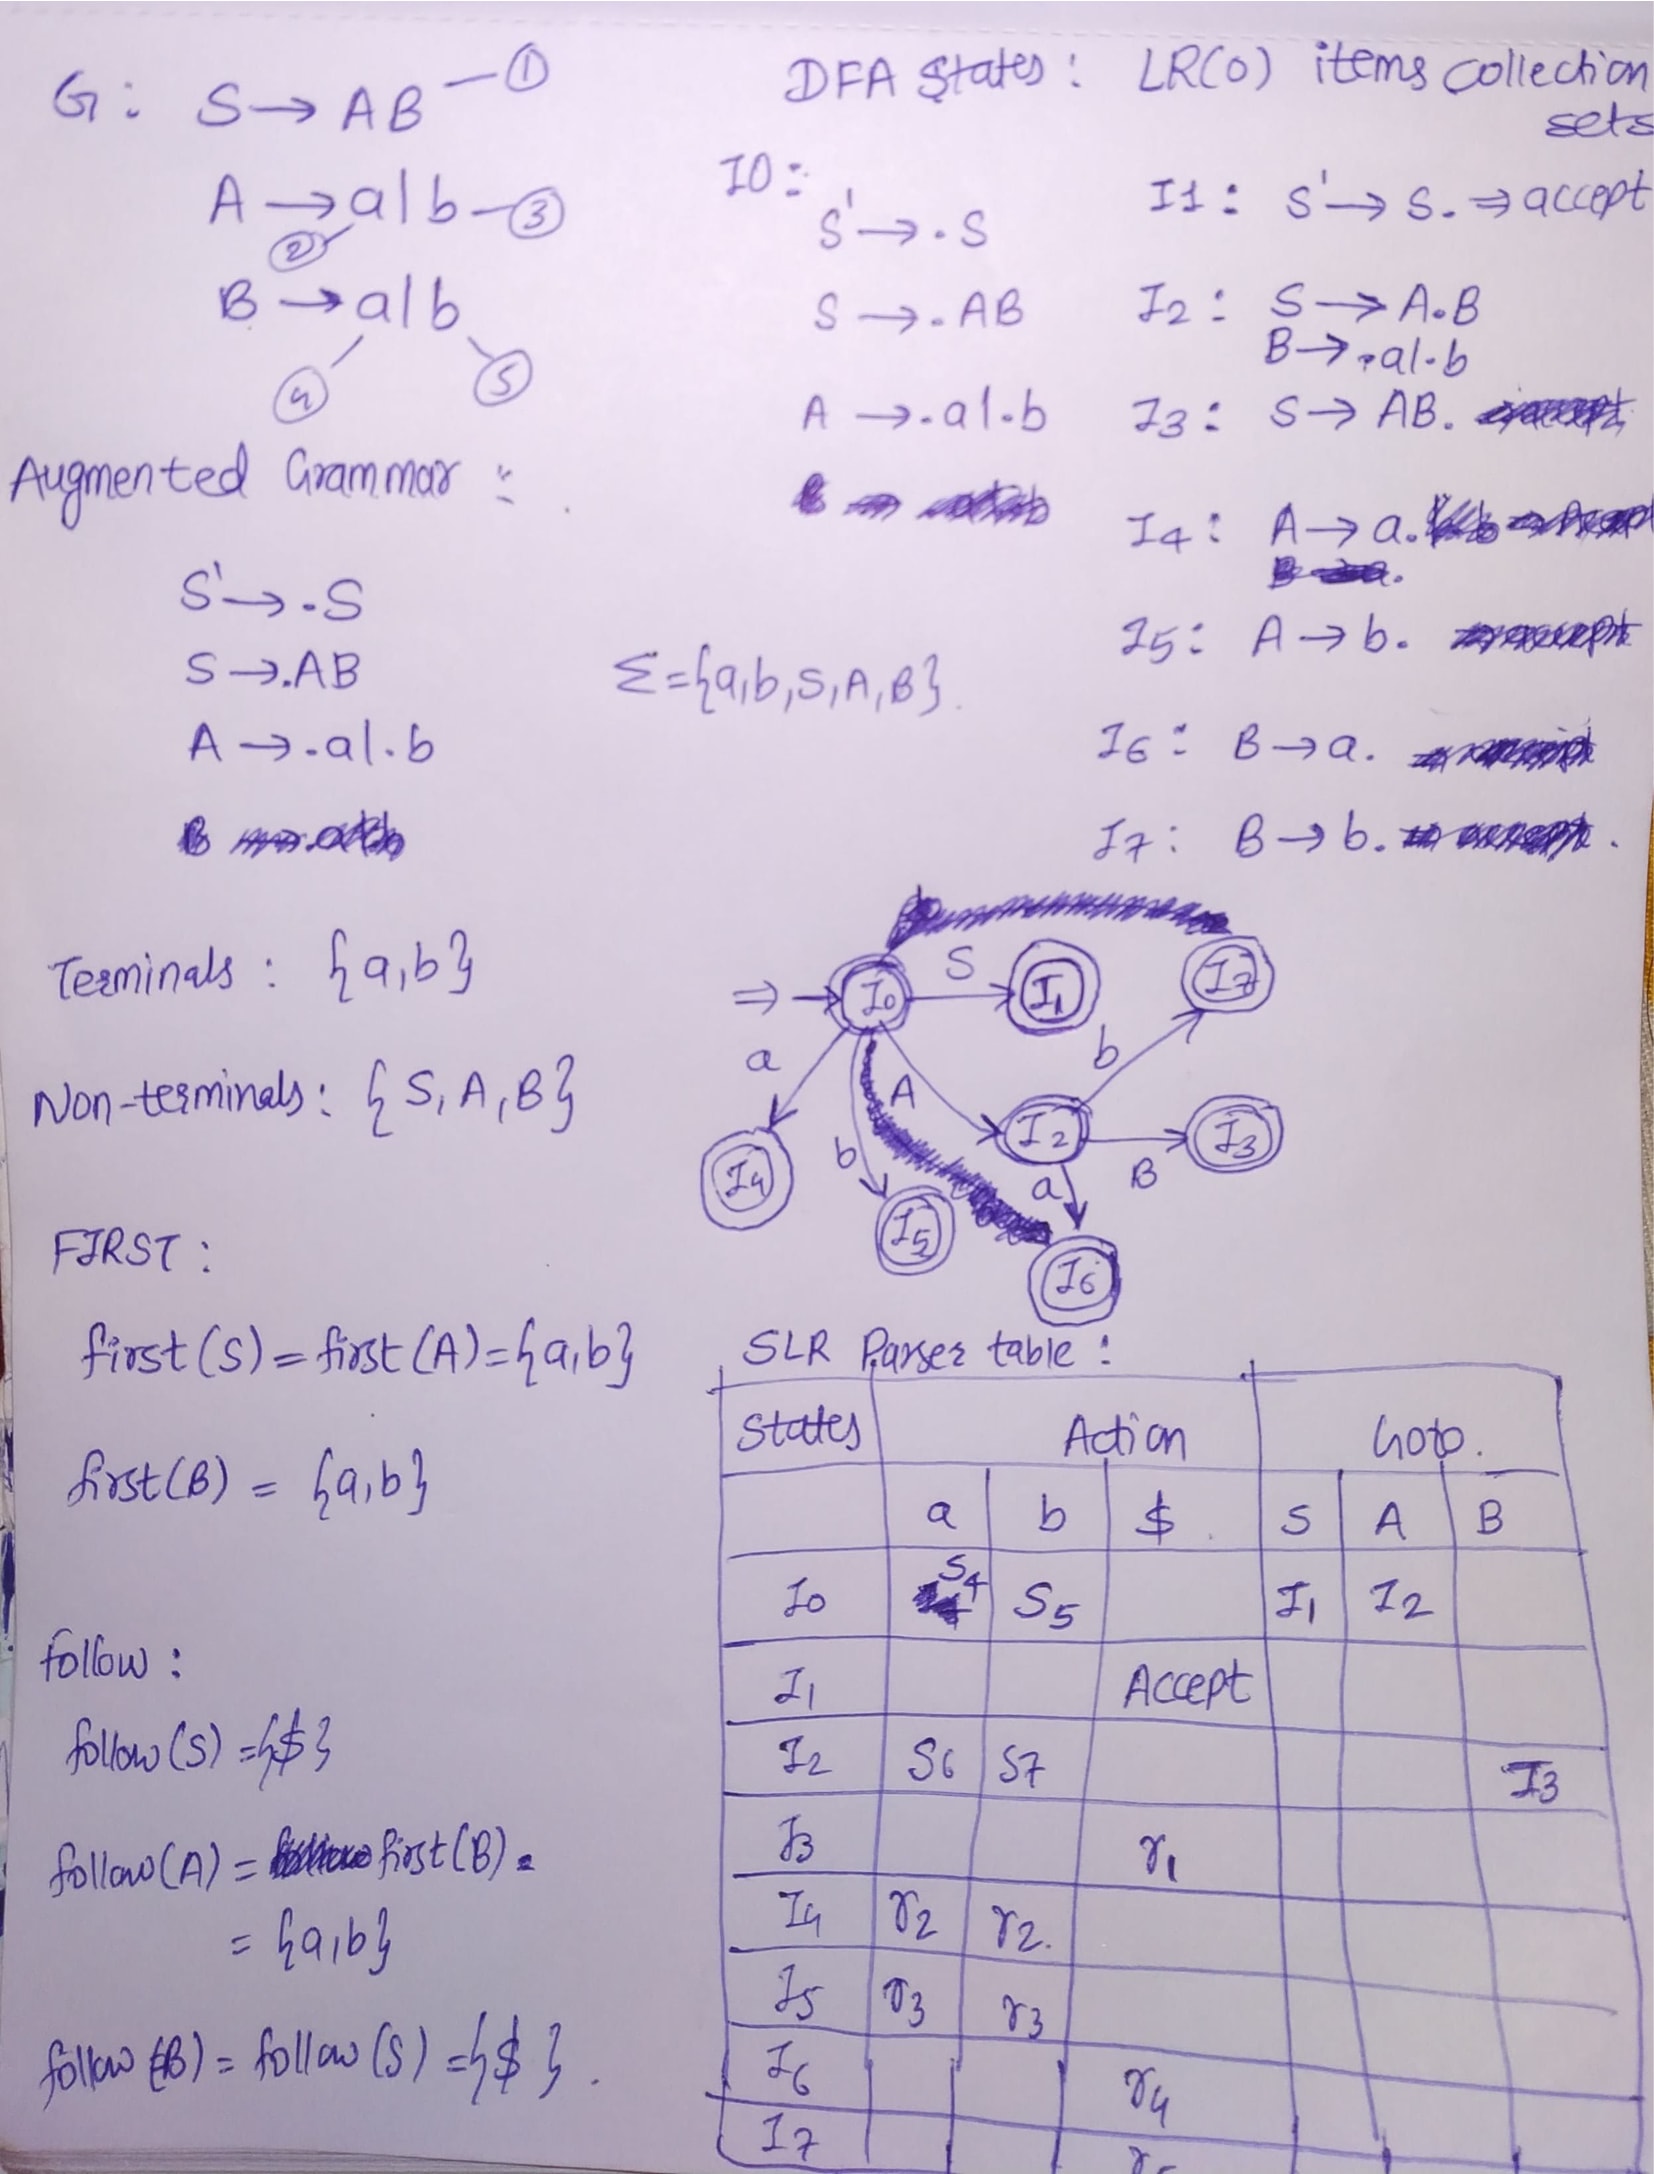 G: S→AB -①
A→a|b-③
②
B→a|b
④ ⑤
Augmented Grammar :
S'→.S
S→.AB
A→.a|.b
Terminals : {a,b}
Non-terminals: {S,A,B}
FIRST :
first(S)=first(A)={a,b}
first(B) = {a,b}
follow :
follow(S)={$}
follow(A) = first(B)
= {a,b}
follow(B) = follow(S) ={$}.
DFA States : LR(0) items collection
sets
I0:
S'→.S
S→.AB
A→.a|.b
Σ={a,b,S,A,B}.
I1: S'→S. ⇒accept
I2: S→A.B
B→.a|.b
I3: S→AB.
I4: A→a.
I5: A→b.
I6: B→a.
I7: B→b.
⇒→I0 S I1 I7
a A b
b I2 B I3
I4 I5 a
I6
SLR Parser table :
States Action Goto.
a b $ S A B
I0 S4 S5 I1 I2
I1 Accept
I2 S6 S7 I3
I3 r1
I4 r2 r2.
I5 r3 r3
I6 r4
I7